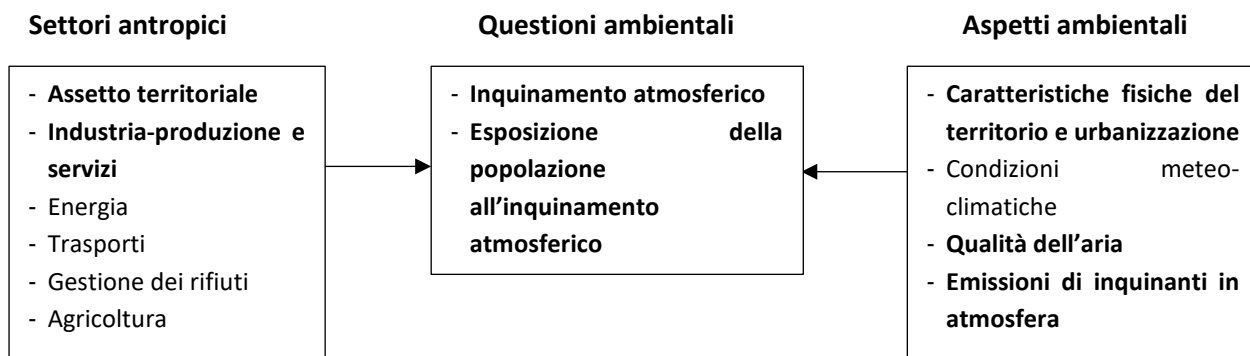 Settori antropici
- Assetto territoriale
- Industria-produzione e
servizi
- Energia
- Trasporti
- Gestione dei rifiuti
- Agricoltura
Questioni ambientali
- Inquinamento atmosferico
- Esposizione della
popolazione
all’inquinamento
atmosferico
Aspetti ambientali
- Caratteristiche fisiche del
territorio e urbanizzazione
- Condizioni meteo-
climatiche
- Qualità dell’aria
- Emissioni di inquinanti in
atmosfera